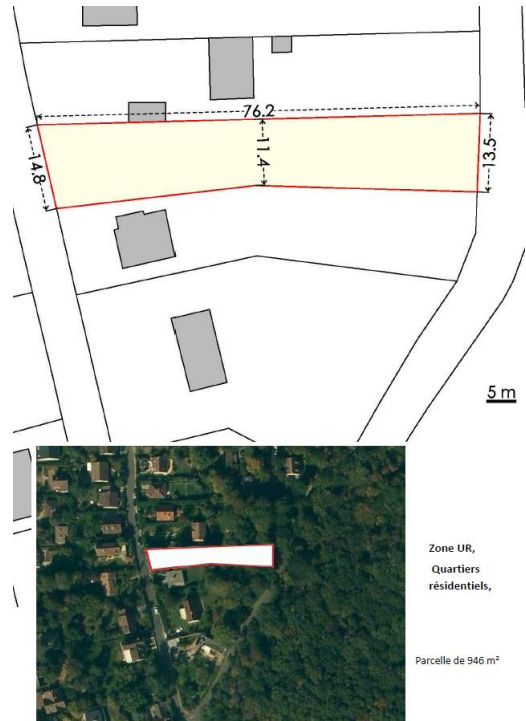 76.2
14.8
11.4
13.5
5 m
Zone UR,
Quartiers
résidentiels,
Parcelle de 946 m²